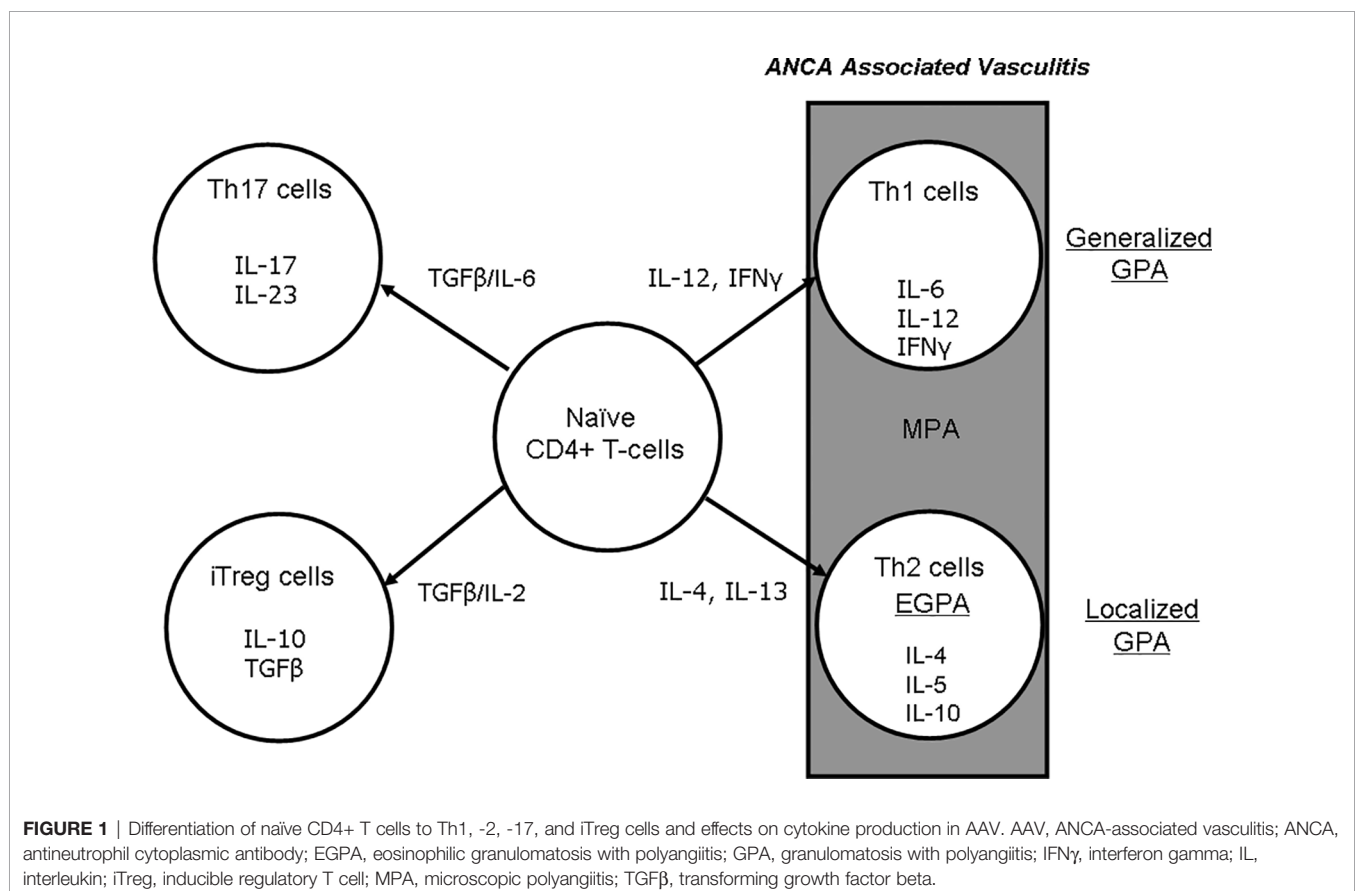 ANCA Associated Vasculitis
Th17 cells
IL-17
IL-23
TGFβ/IL-6
IL-12, IFNγ
Th1 cells
IL-6
IL-12
IFNγ
Generalized
GPA
Naïve
CD4+ T-cells
MPA
iTreg cells
IL-10
TGFβ
TGFβ/IL-2
IL-4, IL-13
Th2 cells
EGPA
IL-4
IL-5
IL-10
Localized
GPA
FIGURE 1 | Differentiation of naïve CD4+ T cells to Th1, -2, -17, and iTreg cells and effects on cytokine production in AAV. AAV, ANCA-associated vasculitis; ANCA,
antineutrophil cytoplasmic antibody; EGPA, eosinophilic granulomatosis with polyangiitis; GPA, granulomatosis with polyangiitis; IFNγ, interferon gamma; IL,
interleukin; iTreg, inducible regulatory T cell; MPA, microscopic polyangiitis; TGFβ, transforming growth factor beta.